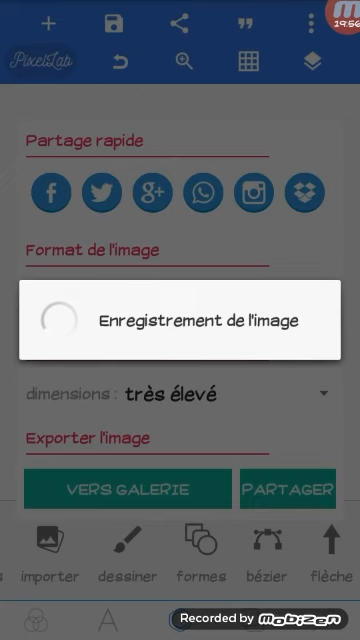 19:56
PixelLab
Partage rapide
Format de l'image
Enregistrement de l'image
dimensions : très élevé
Exporter l'image
VERS GALERIE PARTAGER
s importer dessiner formes bézier flèche
Recorded by MOBIZEN